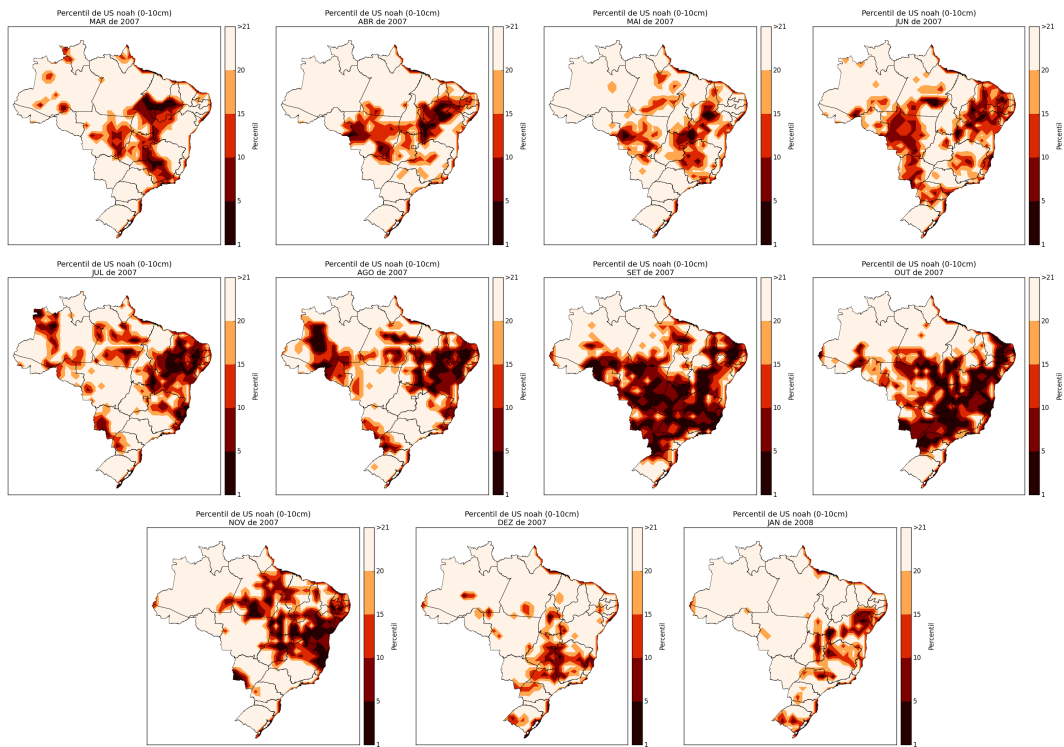 Percentil de US noah (0-10cm)
MAR de 2007
>21
20
15
10
5
1
Percentil
Percentil de US noah (0-10cm)
ABR de 2007
>21
20
15
10
5
1
Percentil
Percentil de US noah (0-10cm)
MAI de 2007
>21
20
15
10
5
1
Percentil
Percentil de US noah (0-10cm)
JUN de 2007
>21
20
15
10
5
1
Percentil
Percentil de US noah (0-10cm)
JUL de 2007
>21
20
15
10
5
1
Percentil
Percentil de US noah (0-10cm)
AGO de 2007
>21
20
15
10
5
1
Percentil
Percentil de US noah (0-10cm)
SET de 2007
>21
20
15
10
5
1
Percentil
Percentil de US noah (0-10cm)
OUT de 2007
>21
20
15
10
5
1
Percentil
Percentil de US noah (0-10cm)
NOV de 2007
>21
20
15
10
5
1
Percentil
Percentil de US noah (0-10cm)
DEZ de 2007
>21
20
15
10
5
1
Percentil
Percentil de US noah (0-10cm)
JAN de 2008
>21
20
15
10
5
1
Percentil